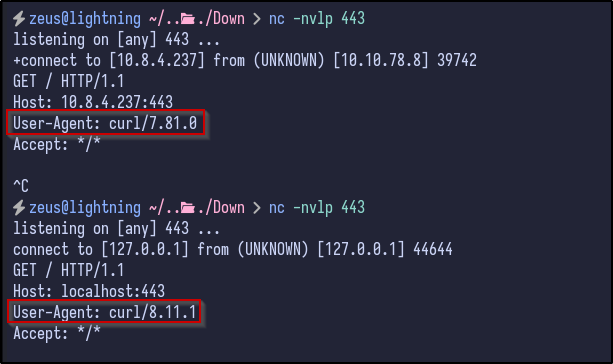 zeus@lightning ~/.../Down > nc -nvlp 443
listening on [any] 443 ...
+connect to [10.8.4.237] from (UNKNOWN) [10.10.78.8] 39742
GET / HTTP/1.1
Host: 10.8.4.237:443
User-Agent: curl/7.81.0
Accept: */*
^C
zeus@lightning ~/.../Down > nc -nvlp 443
listening on [any] 443 ...
connect to [127.0.0.1] from (UNKNOWN) [127.0.0.1] 44644
GET / HTTP/1.1
Host: localhost:443
User-Agent: curl/8.11.1
Accept: */*